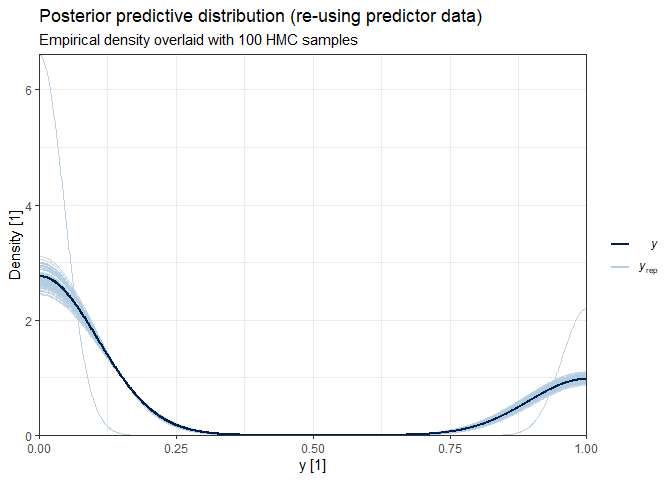 Posterior predictive distribution (re-using predictor data)
Empirical density overlaid with 100 HMC samples
6
4
2
0
Density [1]
0.00 0.25 0.50 0.75 1.00
y [1]
y
y rep